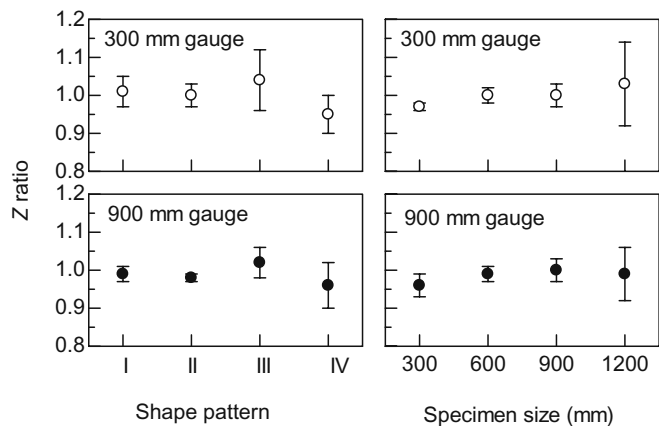 1.2
1.1
1.0
0.9
0.8
300 mm gauge
300 mm gauge
Z ratio
1.2
1.1
1.0
0.9
0.8
900 mm gauge
900 mm gauge
I II III IV
300 600 900 1200
Shape pattern
Specimen size (mm)